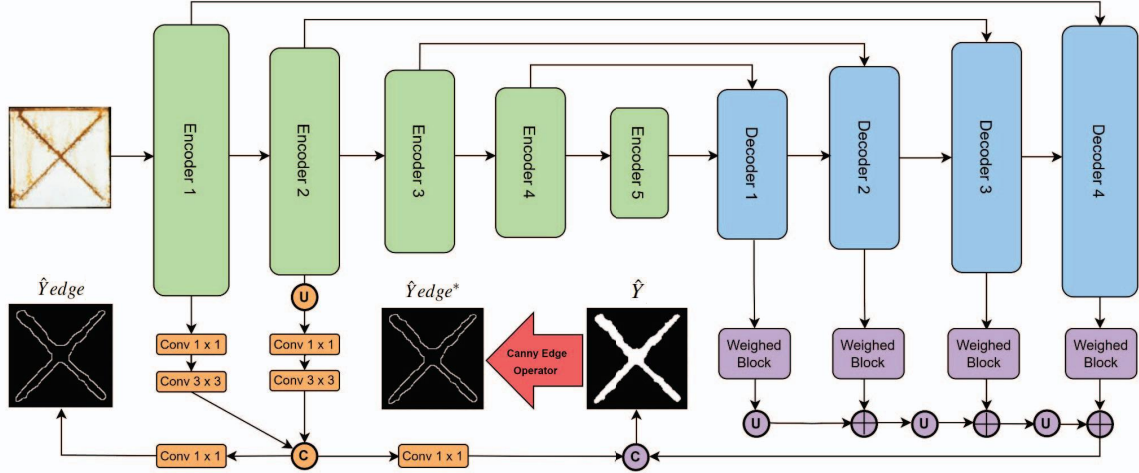 Encoder 1
Encoder 2
Encoder 3
Encoder 4
Encoder 5
Decoder 1
Decoder 2
Decoder 3
Decoder 4
Ŷedge
U
Ŷedge*
Ŷ
Conv 1 x 1
Conv 3 x 3
Conv 1 x 1
Conv 3 x 3
Canny Edge
Operator
Weighed
Block
Weighed
Block
Weighed
Block
Weighed
Block
U
U
U
Conv 1 x 1
C
Conv 1 x 1
C